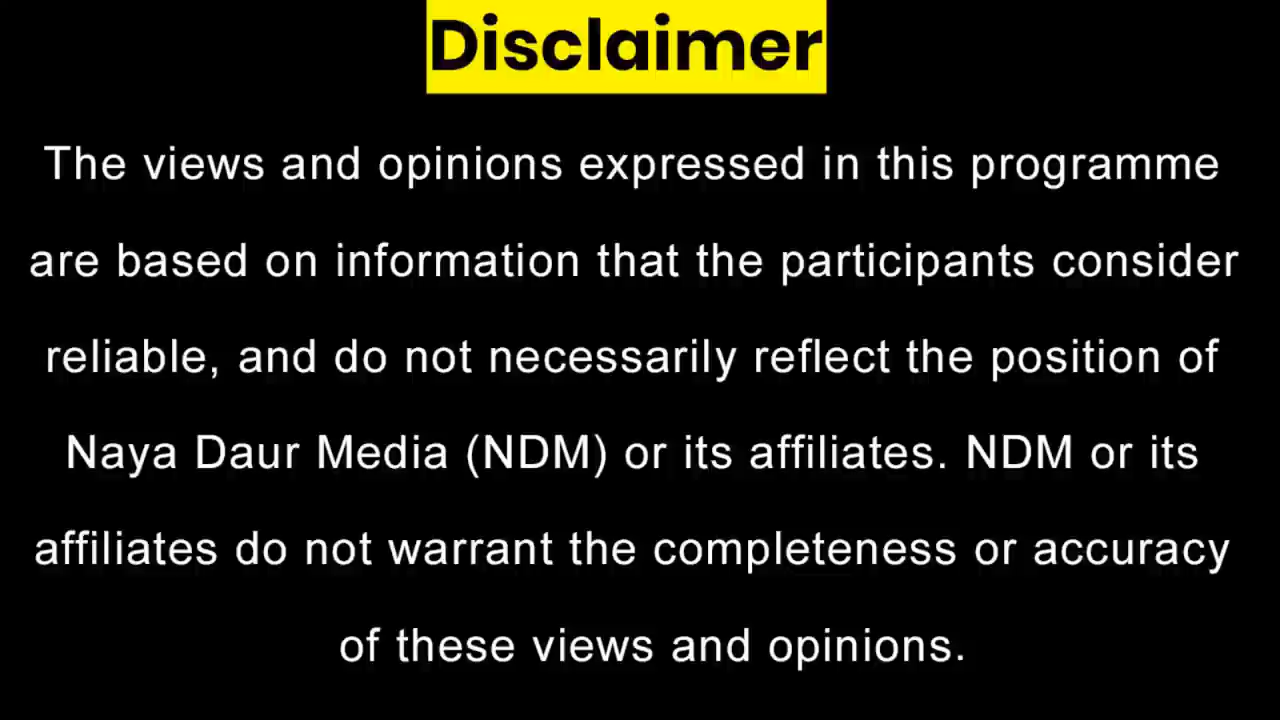 Disclaimer
The views and opinions expressed in this programme
are based on information that the participants consider
reliable, and do not necessarily reflect the position of
Naya Daur Media (NDM) or its affiliates. NDM or its
affiliates do not warrant the completeness or accuracy
of these views and opinions.